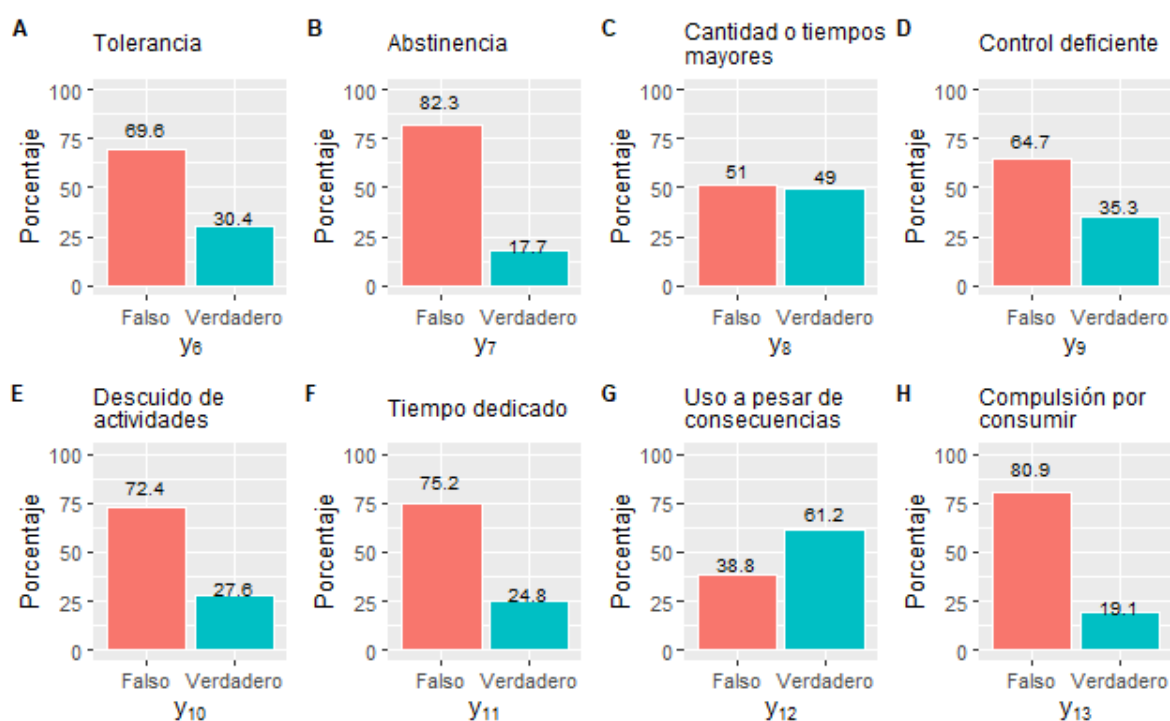 A
Tolerancia
Porcentaje
100
75
50
25
0
69.6
30.4
Falso Verdadero
y6
B
Abstinencia
Porcentaje
100
75
50
25
0
82.3
17.7
Falso Verdadero
y7
C
Cantidad o tiempos
mayores
Porcentaje
100
75
50
25
0
51
49
Falso Verdadero
y8
D
Control deficiente
Porcentaje
100
75
50
25
0
64.7
35.3
Falso Verdadero
y9
E
Descuido de
actividades
Porcentaje
100
75
50
25
0
72.4
27.6
Falso Verdadero
y10
F
Tiempo dedicado
Porcentaje
100
75
50
25
0
75.2
24.8
Falso Verdadero
y11
G
Uso a pesar de
consecuencias
Porcentaje
100
75
50
25
0
38.8
61.2
Falso Verdadero
y12
H
Compulsión por
consumir
Porcentaje
100
75
50
25
0
80.9
19.1
Falso Verdadero
y13